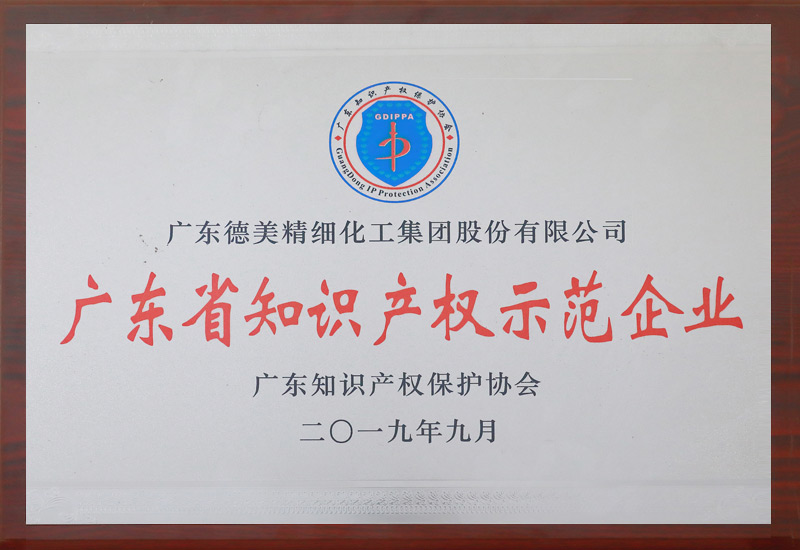 广东知识产权保护协会
GDIPPA
GuangDong IP Protection Association
广东德美精细化工集团股份有限公司
广东省知识产权示范企业
广东知识产权保护协会
二〇一九年九月